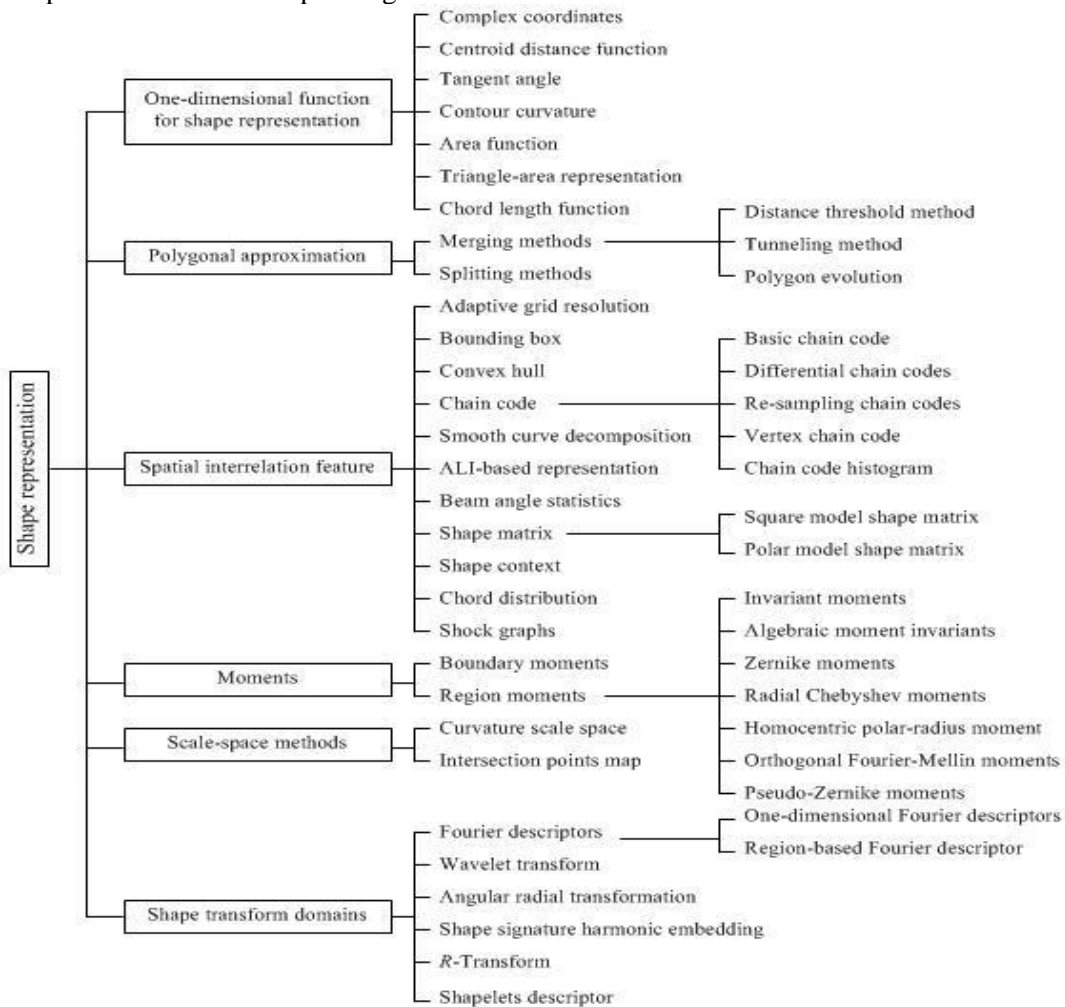 Complex coordinates
Centroid distance function
Tangent angle
One-dimensional function
for shape representation
Contour curvature
Area function
Triangle-area representation
Chord length function
Distance threshold method
Polygonal approximation
Merging methods
Tunneling method
Splitting methods
Polygon evolution
Adaptive grid resolution
Bounding box
Basic chain code
Convex hull
Differential chain codes
Chain code
Re-sampling chain codes
Smooth curve decomposition
Vertex chain code
Shape representation
Spatial interrelation feature
ALI-based representation
Chain code histogram
Beam angle statistics
Square model shape matrix
Shape matrix
Polar model shape matrix
Shape context
Chord distribution
Invariant moments
Shock graphs
Algebraic moment invariants
Moments
Boundary moments
Zernike moments
Region moments
Radial Chebyshev moments
Scale-space methods
Curvature scale space
Homocentric polar-radius moment
Intersection points map
Orthogonal Fourier-Mellin moments
Pseudo-Zernike moments
Fourier descriptors
One-dimensional Fourier descriptors
Region-based Fourier descriptor
Wavelet transform
Angular radial transformation
Shape transform domains
Shape signature harmonic embedding
R-Transform
Shapelets descriptor